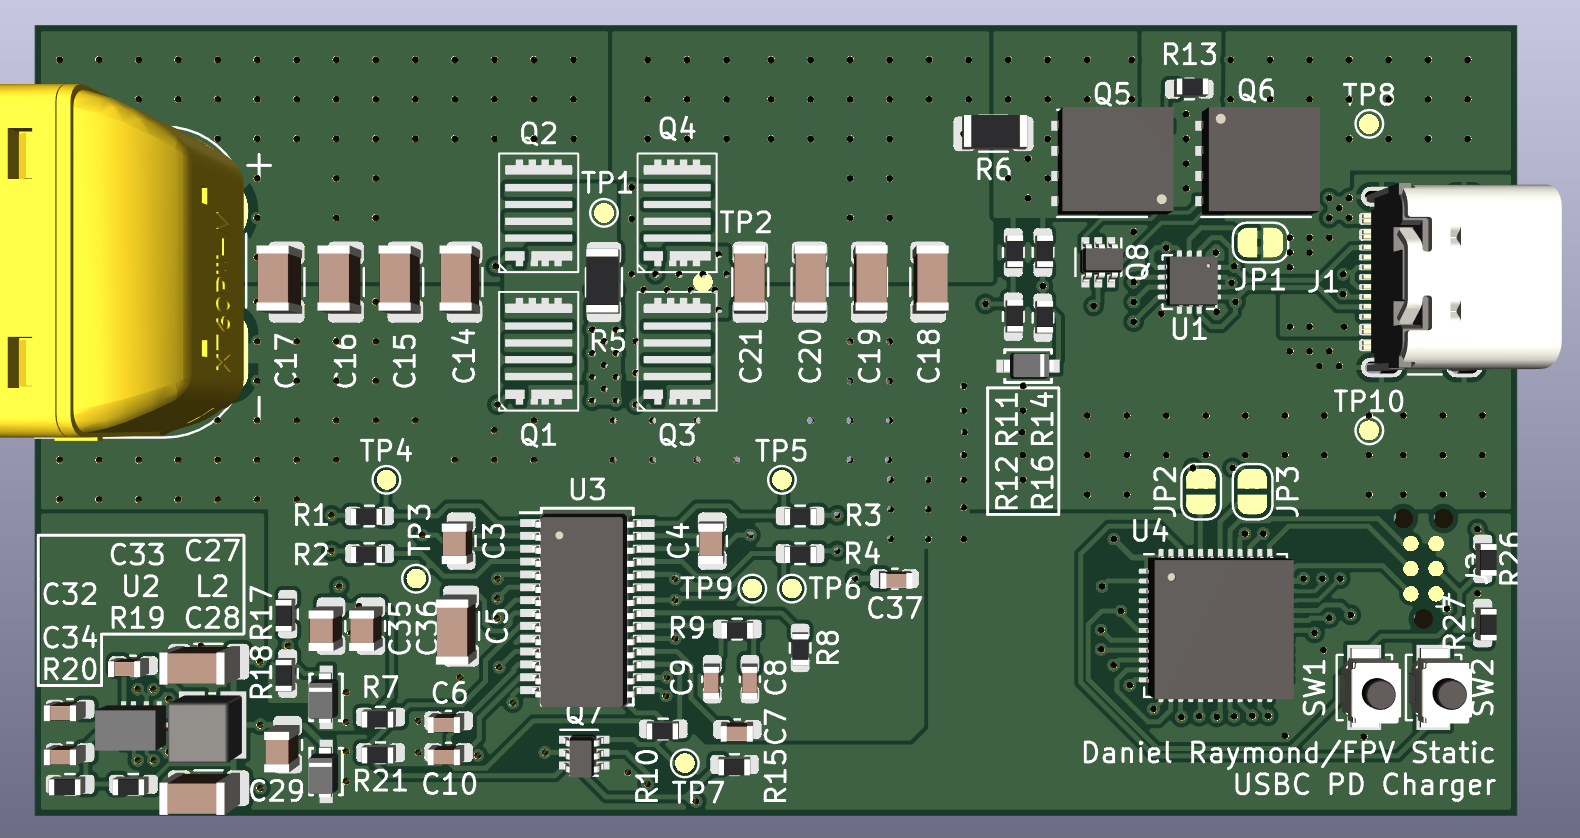 R13
Q5
Q6
TP8
Q2
Q4
+
R6
TP1
TP2
XT60PW-M
Q8
JP1
J1
U1
C17
C16
C15
C14
R5
C21
C20
C19
C18
Q1
Q3
R11
R14
R12
R16
TP10
TP4
TP5
JP2
JP3
U3
R1
R2
TP3
C3
C4
R3
R4
U4
R26
C33
C27
U2
L2
C32
R19
C28
C34
R20
R17
R18
C35
C36
C5
TP9
TP6
C37
R9
R8
R27
C9
C8
SW1
SW2
R7
C6
Q7
C7
R21
C10
C29
R10
TP7
R15
Daniel Raymond/FPV Static
USBC PD Charger